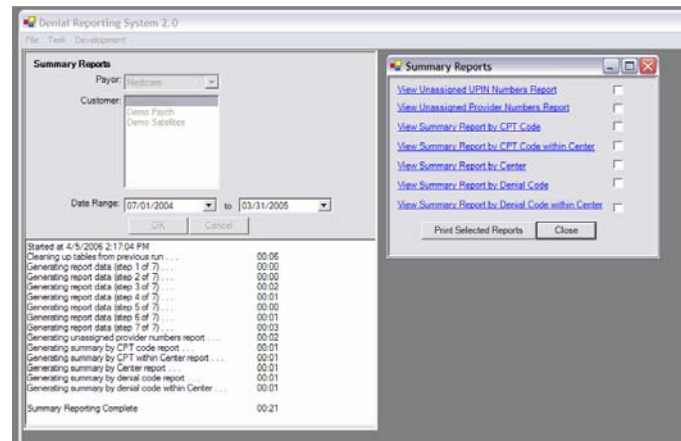 Denial Reporting System 2.0
File Task Development
Summary Reports
Payor: Medicare
Customer:
Demo Psych
Demo Satellites
Date Range: 07/01/2004 to 03/31/2005
OK Cancel
Started at 4/5/2006 2:17:04 PM
Cleaning up tables from previous run . . . 00:06
Generating report data (step 1 of 7) . . . 00:00
Generating report data (step 2 of 7) . . . 00:00
Generating report data (step 3 of 7) . . . 00:02
Generating report data (step 4 of 7) . . . 00:01
Generating report data (step 5 of 7) . . . 00:00
Generating report data (step 6 of 7) . . . 00:01
Generating report data (step 7 of 7) . . . 00:03
Generating unassigned provider numbers report . . . 00:02
Generating summary by CPT code report . . . 00:01
Generating summary by CPT within Center report . . . 00:01
Generating summary by Center report . . . 00:01
Generating summary by denial code report . . . 00:01
Generating summary by denial code within Center . . . 00:01
Summary Reporting Complete 00:21
Summary Reports
View Unassigned UPIN Numbers Report
View Unassigned Provider Numbers Report
View Summary Report by CPT Code
View Summary Report by CPT Code within Center
View Summary Report by Center
View Summary Report by Denial Code
View Summary Report by Denial Code within Center
Print Selected Reports Close